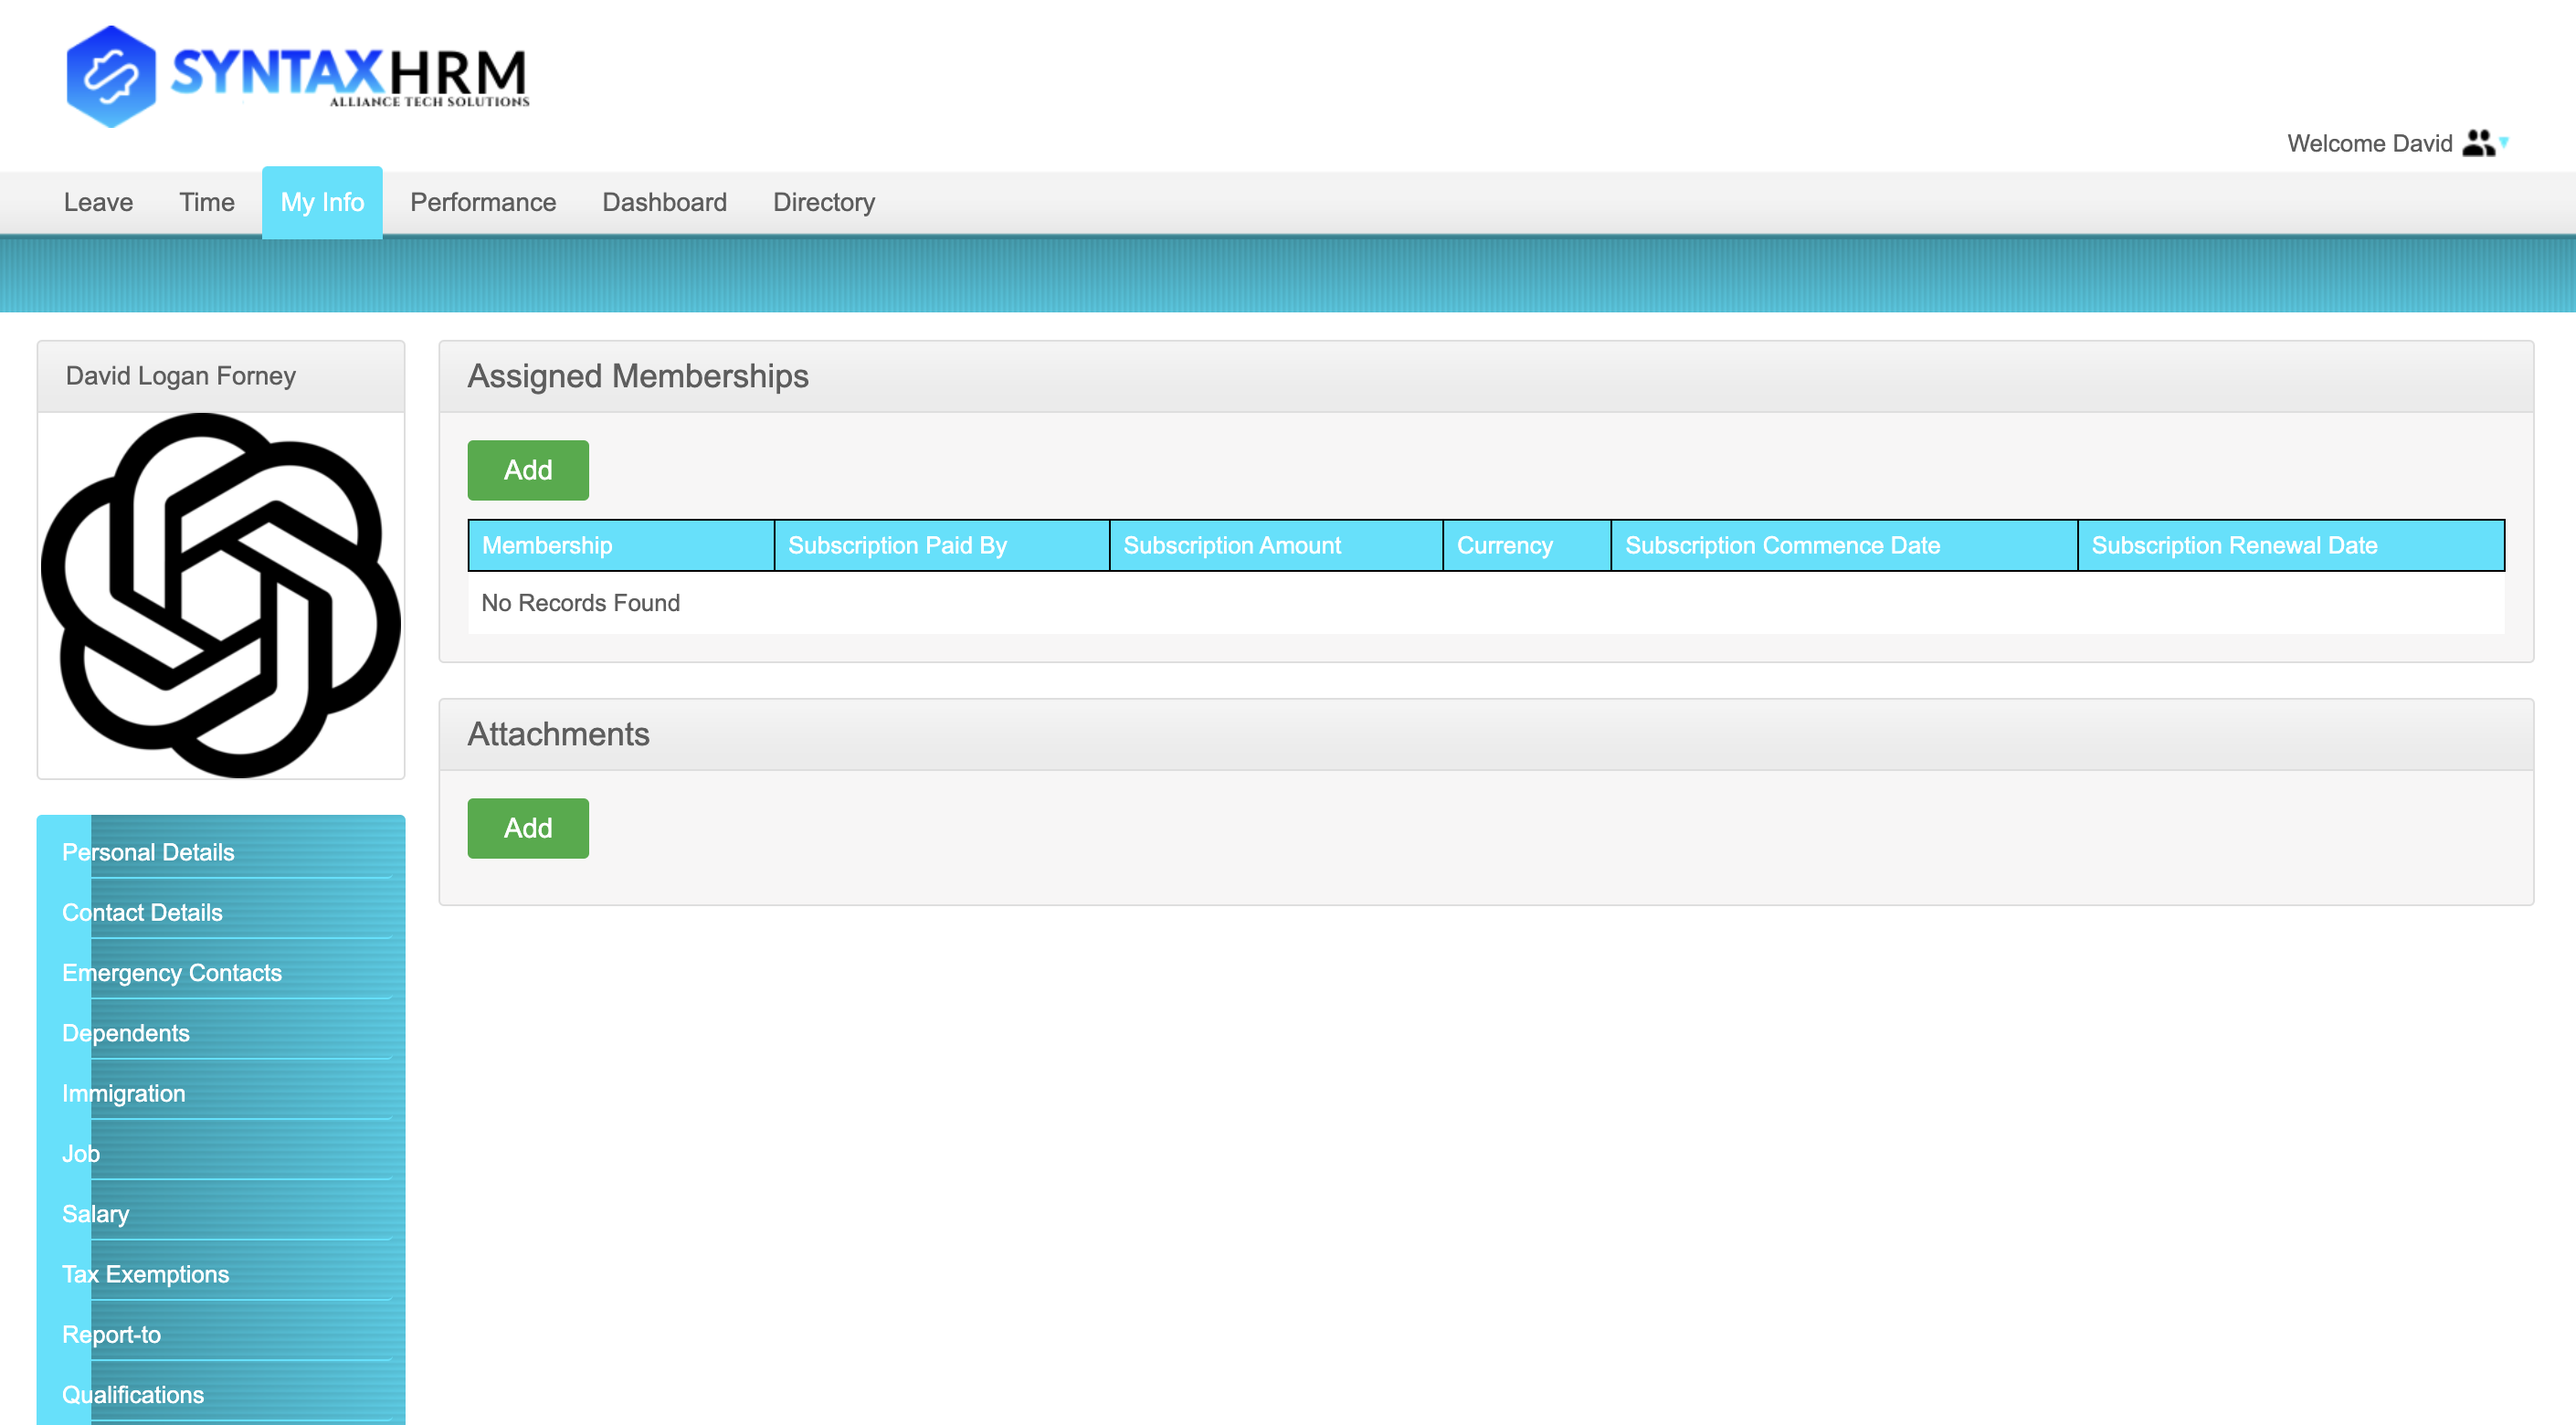 SYNTAXHRM
ALLIANCE TECH SOLUTIONS
Welcome David
Leave Time My Info Performance Dashboard Directory
David Logan Forney
Assigned Memberships
Add
Membership Subscription Paid By Subscription Amount Currency Subscription Commence Date Subscription Renewal Date
No Records Found
Attachments
Add
Personal Details
Contact Details
Emergency Contacts
Dependents
Immigration
Job
Salary
Tax Exemptions
Report-to
Qualifications